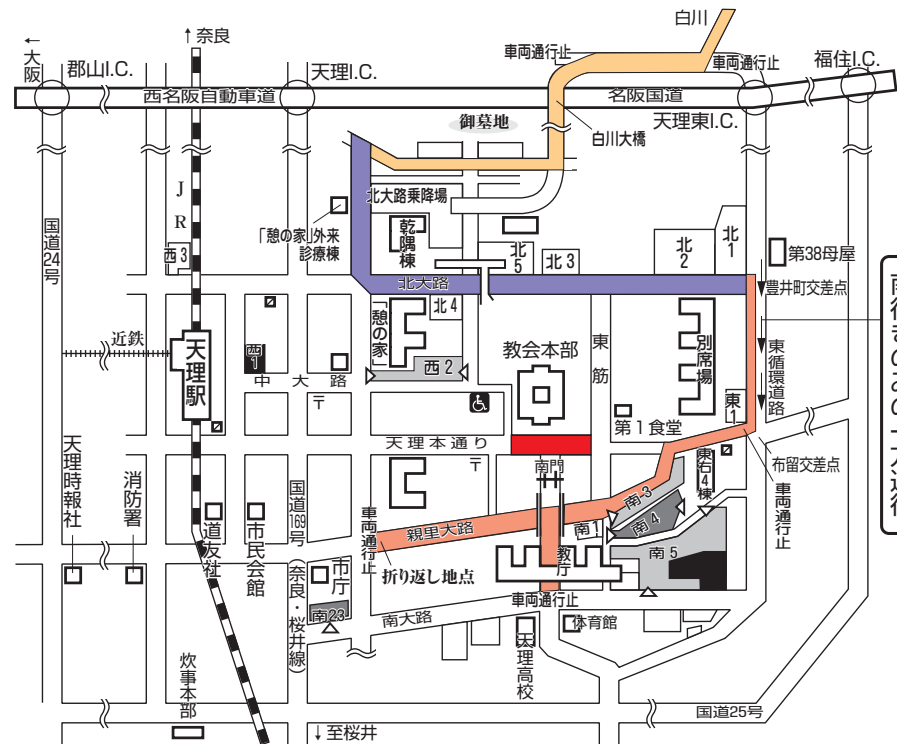 白川
↑奈良
←大阪
郡山I.C.
天理I.C.
車両通行止
車両通行止
福住I.C.
西名阪自動車道
名阪国道
天理東I.C.
御墓地
白川大橋
JR
北大路乗降場
国道24号
「憩の家」外来
診療棟
乾隅棟
西3
北5
北3
北2
北1
第38母屋
北大路
豊井町交差点
「憩の家」
北4
近鉄
天理駅
西1
中大路
〒
西2
教会本部
東筋
別席場
東1
東循環道路
第1食堂
天理本通り
〒
南門
布留交差点
東右4棟
車両通行止
天理時報社
消防署
道友社
市民会館
国道169号(奈良・桜井線)
車両通行止
親里大路
折り返し地点
南1
南3
南4
南5
教庁
市庁
南23
南大路
車両通行止
天理高校
体育館
炊事本部
国道25号
↓至桜井